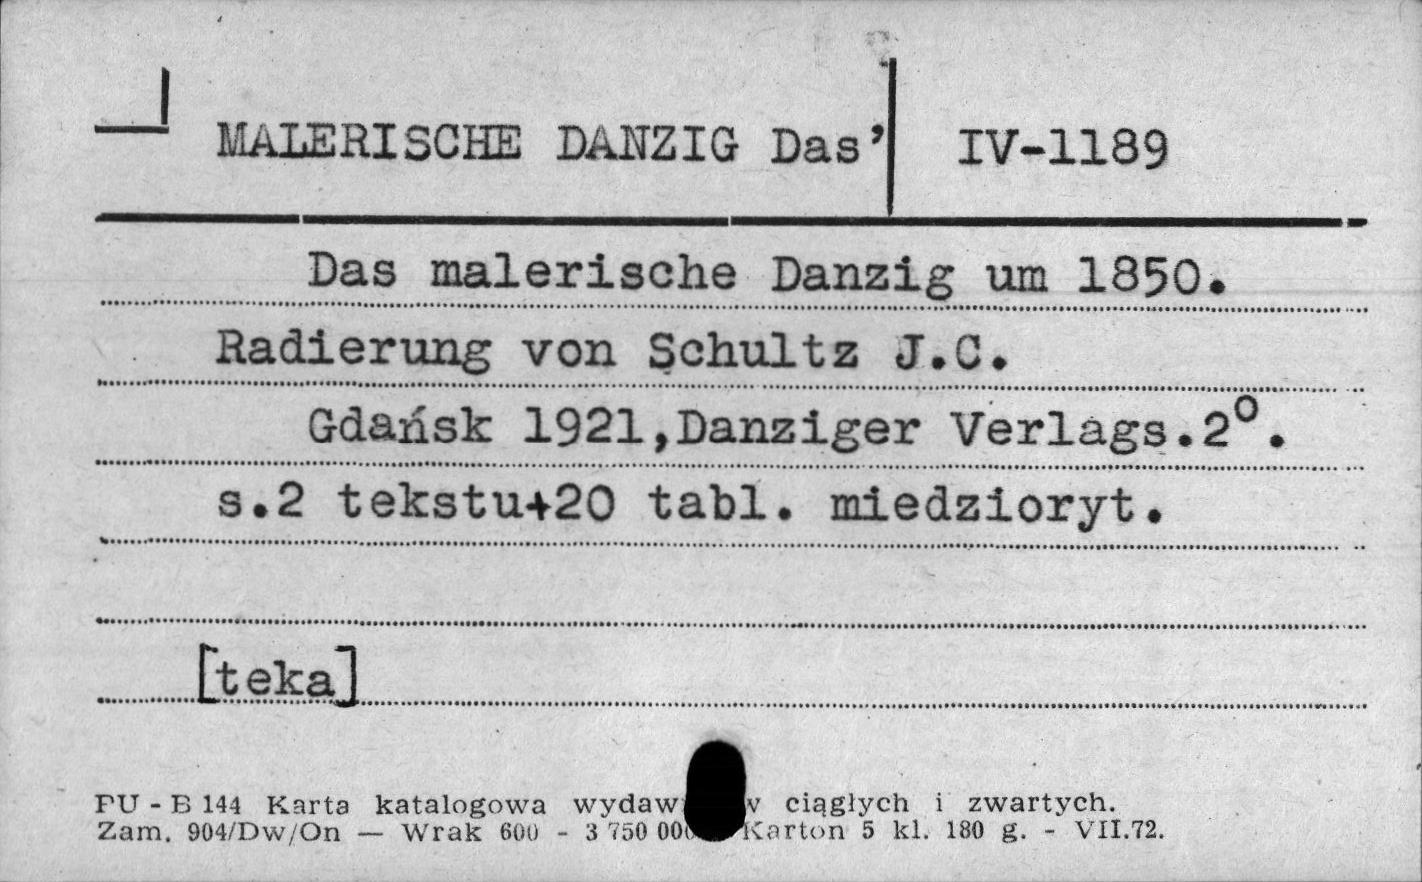 MALERISCHE DANZIG Das’ IV-1189
Das malerische Danzig um 1850.
Radierung von Schultz J.C.
Gdańsk 1921,Danziger Verlags.2°.
s.2 tekstu+20 tabl. miedzioryt.
[teka]
PU - B 144 Karta katalogowa ciągłych i zwartych.
Zam. 904/Dw/On — Wrak 600 - 3 750 000 Karton 5 kl. 180 g. - VII.72.